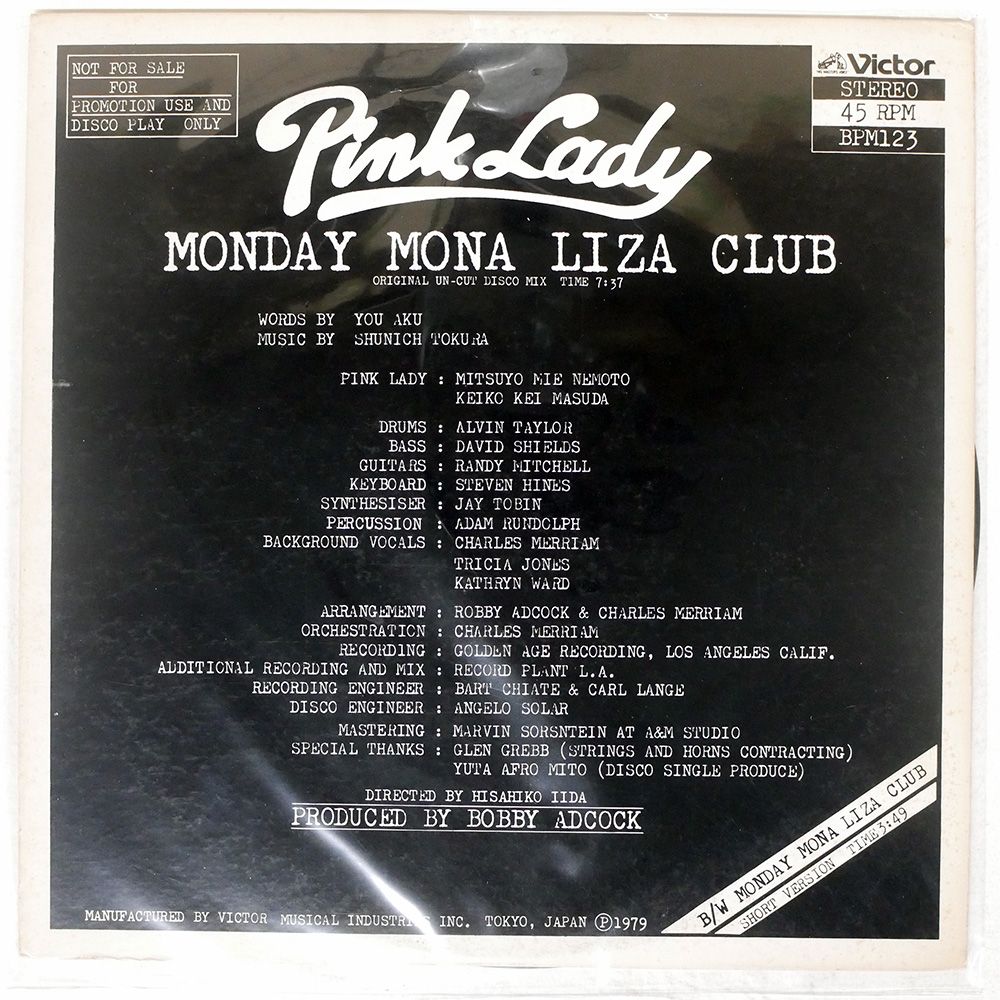 NOT FOR SALE
FOR
PROMOTION USE AND
DISCO PLAY ONLY
Victor
STEREO
45 RPM
BPM123
Pink Lady
MONDAY MONA LIZA CLUB
ORIGINAL UN-CUT DISCO MIX TIME 7:37
WORDS BY YOU AKU
MUSIC BY SHUNICH TOKURA
PINK LADY : MITSUYO MIE NEMOTO
KEIKO KEI MASUDA
DRUMS : ALVIN TAYLOR
BASS : DAVID SHIELDS
GUITARS : RANDY MITCHELL
KEYBOARD : STEVEN HINES
SYNTHESISER : JAY TOBIN
PERCUSSION : ADAM RUNDOLPH
BACKGROUND VOCALS : CHARLES MERRIAM
TRICIA JONES
KATHRYN WARD
ARRANGEMENT : ROBBY ADCOCK & CHARLES MERRIAM
ORCHESTRATION : CHARLES MERRIAM
RECORDING : GOLDEN AGE RECORDING, LOS ANGELES CALIF.
ADDITIONAL RECORDING AND MIX : RECORD PLANT L.A.
RECORDING ENGINEER : BART CHIATE & CARL LANGE
DISCO ENGINEER : ANGELO SOLAR
MASTERING : MARVIN SORSNTEIN AT A&M STUDIO
SPECIAL THANKS : GLEN GREBB (STRINGS AND HORNS CONTRACTING)
YUTA AFRO MITO (DISCO SINGLE PRODUCE)
DIRECTED BY HISAHIKO IIDA
PRODUCED BY BOBBY ADCOCK
B/W MONDAY MONA LIZA CLUB
SHORT VERSION TIME 3:49
MANUFACTURED BY VICTOR MUSICAL INDUSTRIES INC. TOKYO, JAPAN Ⓟ1979